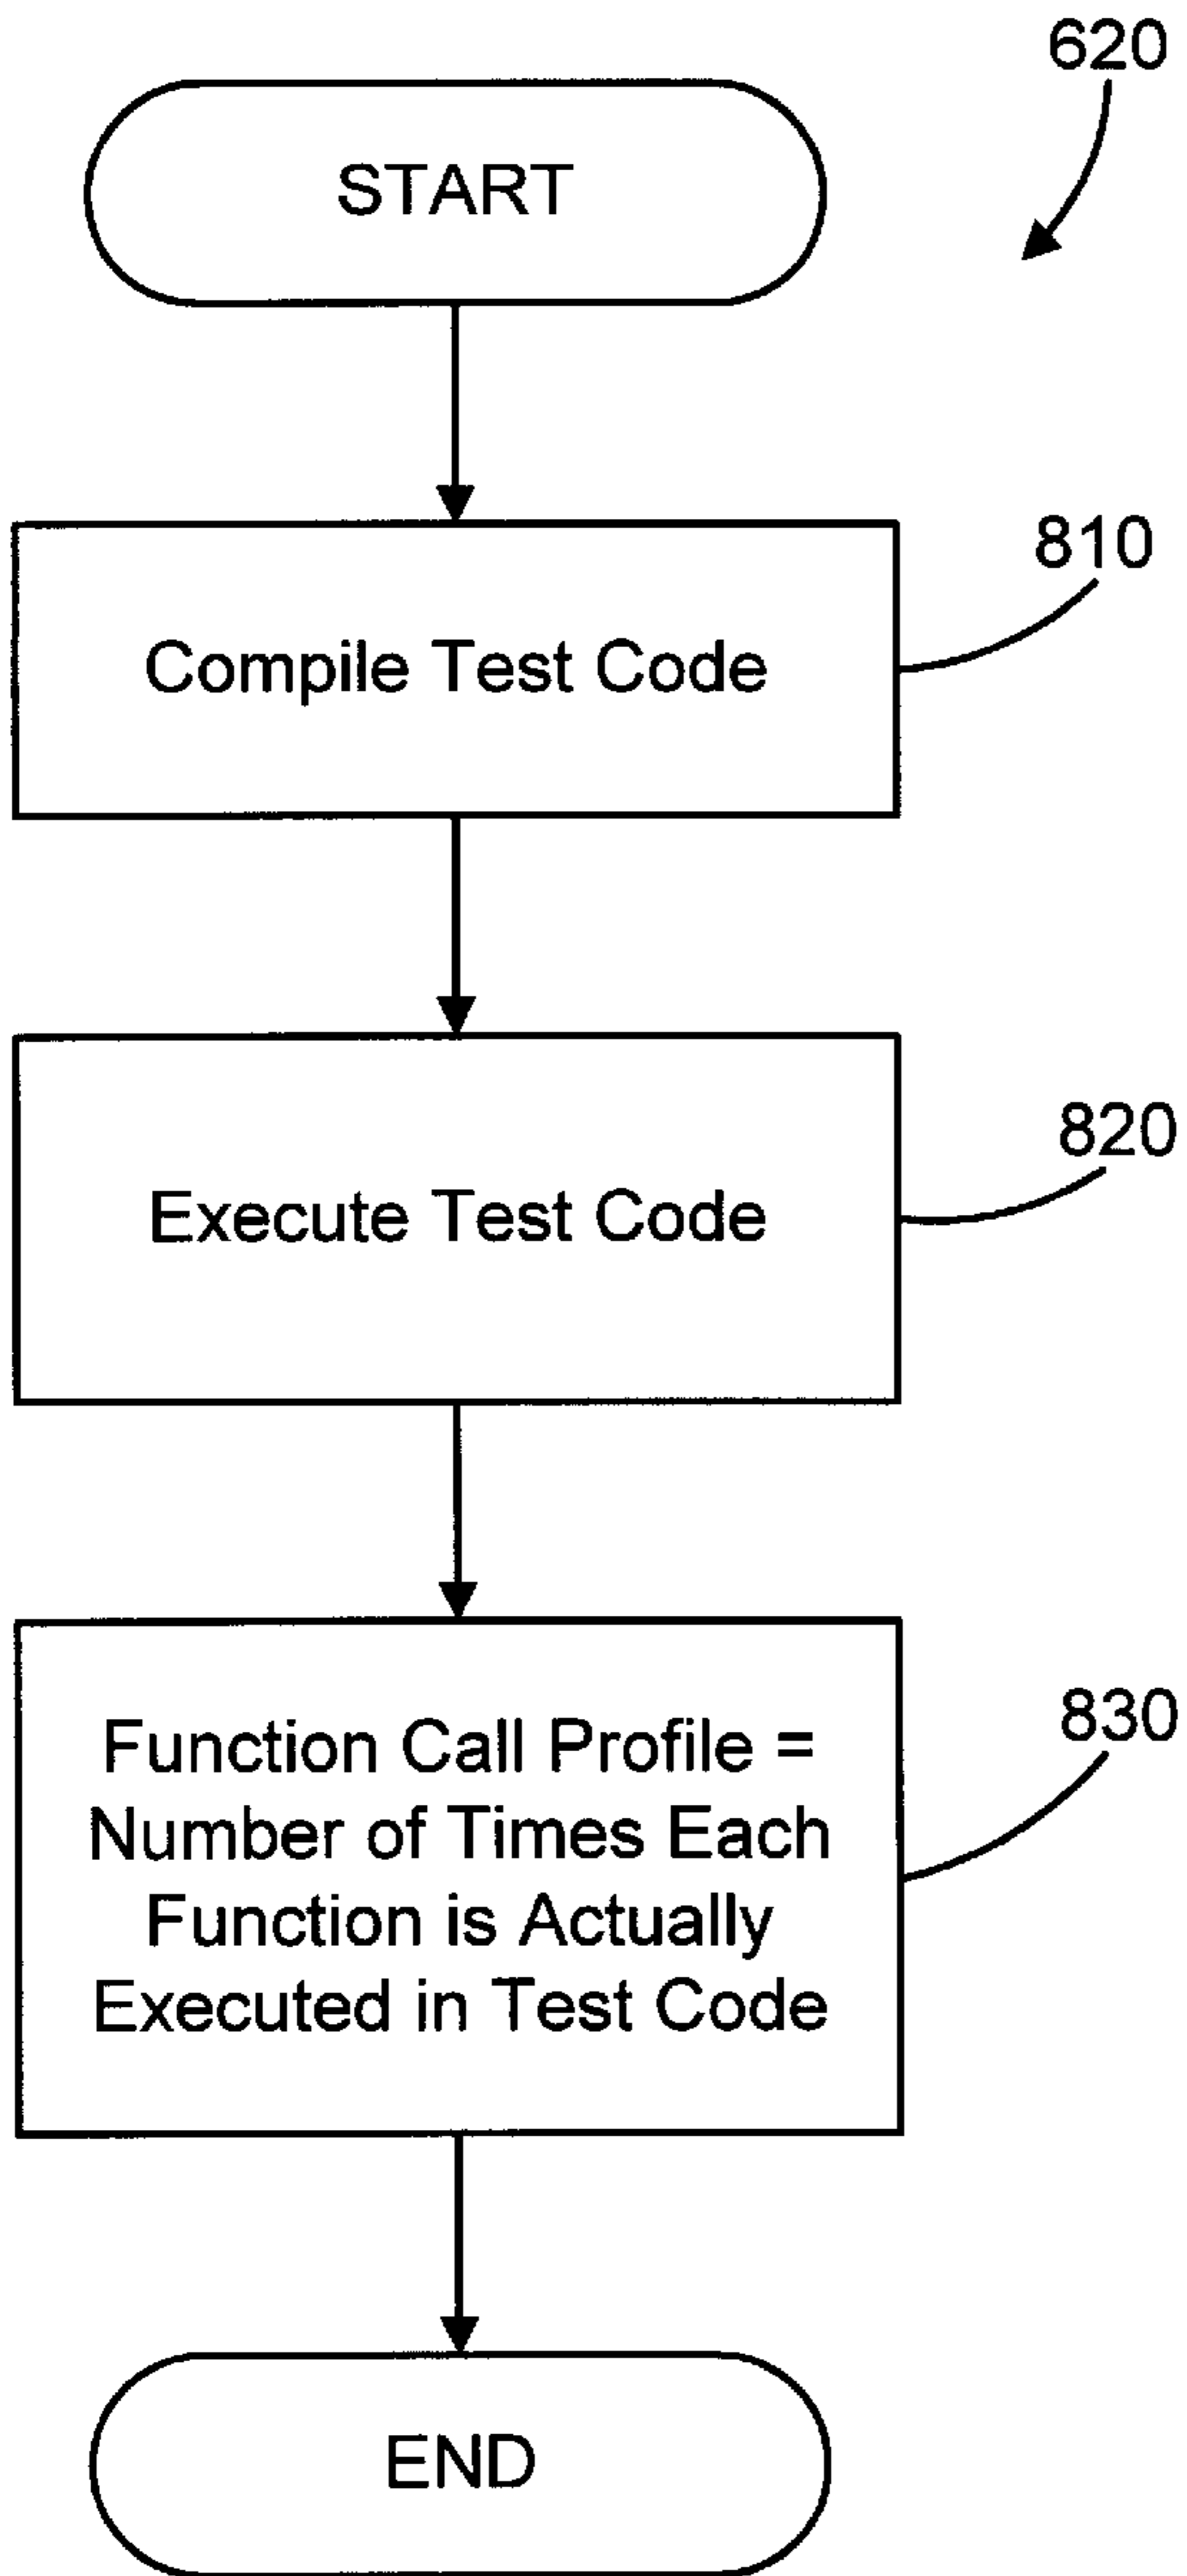 620
START
810
Compile Test Code
820
Execute Test Code
830
Function Call Profile =
Number of Times Each
Function is Actually
Executed in Test Code
END